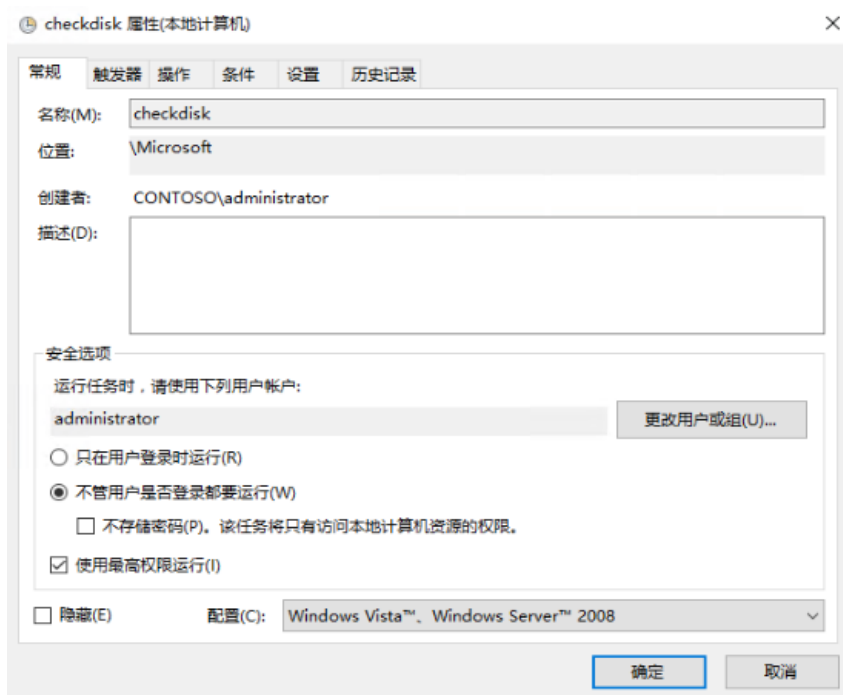 checkdisk 属性(本地计算机)
常规 触发器 操作 条件 设置 历史记录
名称(M): checkdisk
位置: \Microsoft
创建者: CONTOSO\administrator
描述(D):
安全选项
运行任务时，请使用下列用户帐户:
administrator 更改用户或组(U)...
只在用户登录时运行(R)
不管用户是否登录都要运行(W)
不存储密码(P)。该任务将只有访问本地计算机资源的权限。
使用最高权限运行(I)
隐藏(E) 配置(C): Windows Vista™、Windows Server™ 2008
确定 取消